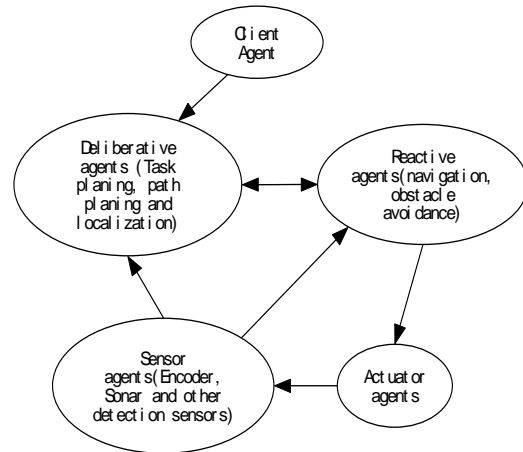 Client
Agent
Deliberative
agents (Task
planing, path
planing and
localization)
Reactive
agents(navigation,
obstacle
avoidance)
Sensor
agents(Encoder,
Sonar and other
detection sensors)
Actuator
agents